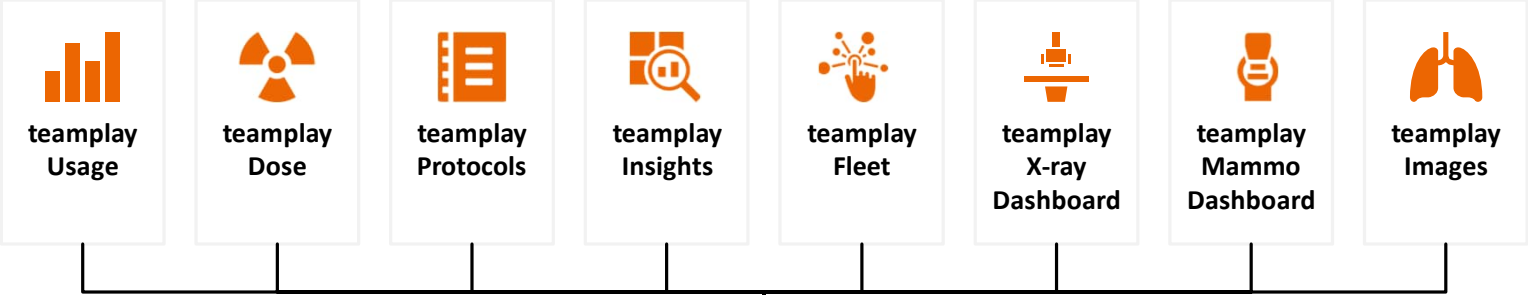 teamplay
Usage
teamplay
Dose
teamplay
Protocols
teamplay
Insights
teamplay
Fleet
teamplay
X-ray
Dashboard
teamplay
Mammo
Dashboard
teamplay
Images